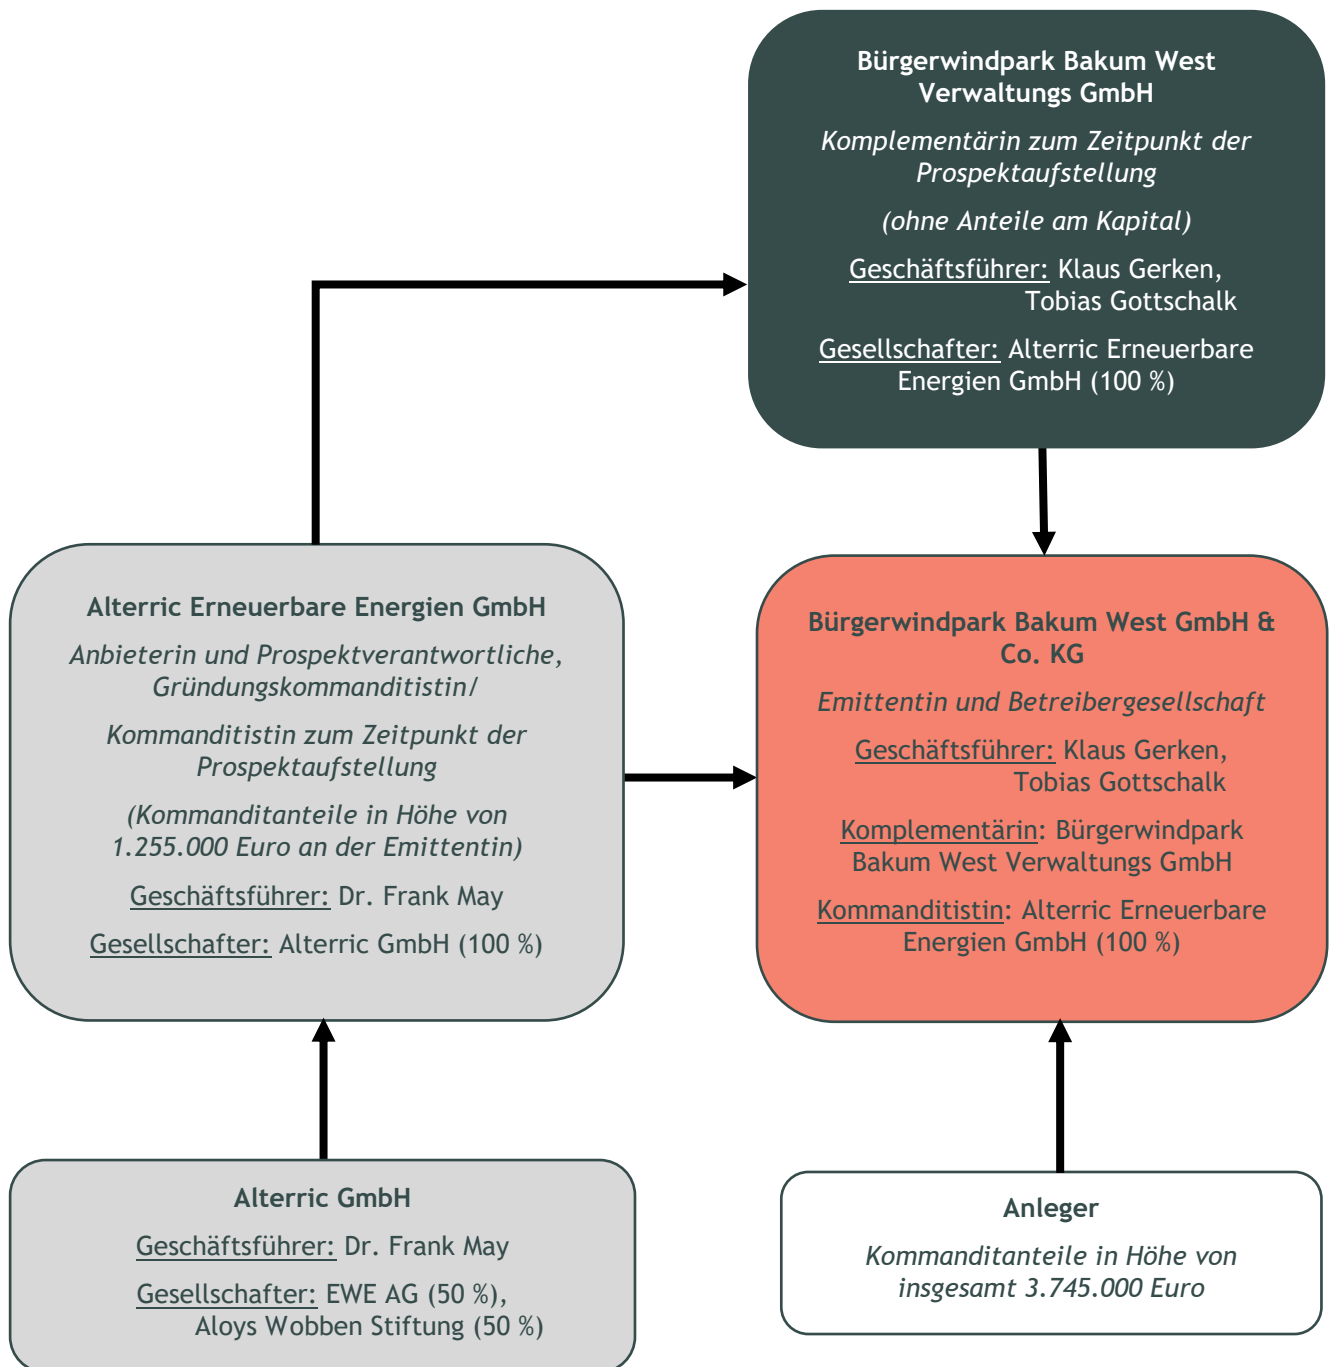 Bürgerwindpark Bakum West
Verwaltungs GmbH
Komplementärin zum Zeitpunkt der
Prospektaufstellung
(ohne Anteile am Kapital)
Geschäftsführer: Klaus Gerken,
Tobias Gottschalk
Gesellschafter: Alterric Erneuerbare
Energien GmbH (100 %)
Alterric Erneuerbare Energien GmbH
Anbieterin und Prospektverantwortliche,
Gründungskommanditistin/
Kommanditistin zum Zeitpunkt der
Prospektaufstellung
(Kommanditanteile in Höhe von
1.255.000 Euro an der Emittentin)
Geschäftsführer: Dr. Frank May
Gesellschafter: Alterric GmbH (100 %)
Bürgerwindpark Bakum West GmbH &
Co. KG
Emittentin und Betreibergesellschaft
Geschäftsführer: Klaus Gerken,
Tobias Gottschalk
Komplementärin: Bürgerwindpark
Bakum West Verwaltungs GmbH
Kommanditistin: Alterric Erneuerbare
Energien GmbH (100 %)
Alterric GmbH
Geschäftsführer: Dr. Frank May
Gesellschafter: EWE AG (50 %),
Aloys Wobben Stiftung (50 %)
Anleger
Kommanditanteile in Höhe von
insgesamt 3.745.000 Euro